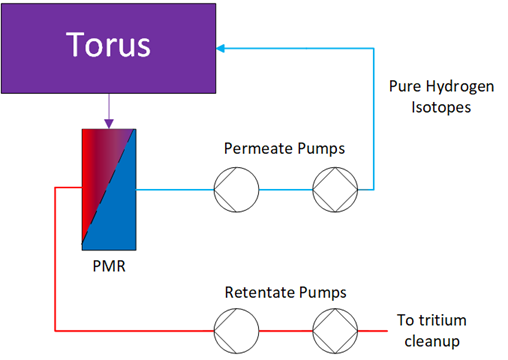 Torus
Pure Hydrogen
Isotopes
Permeate Pumps
PMR
Retentate Pumps
To tritium
cleanup